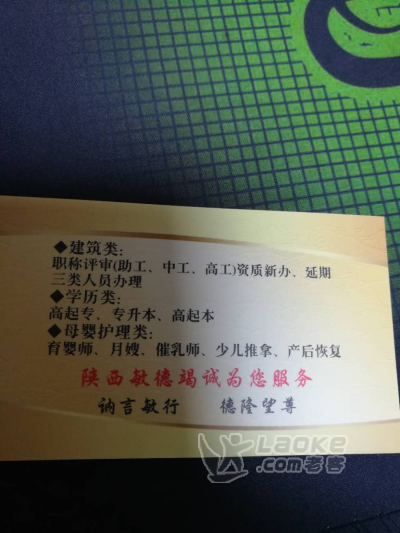 ◆建筑类:
职称评审(助工、中工、高工)资质新办、延期
三类人员办理
◆学历类:
高起专、专升本、高起本
◆母婴护理类:
育婴师、月嫂、催乳师、少儿推拿、产后恢复
陕西敏德竭诚为您服务
讷言敏行 德隆望尊
Laoke
.com老客